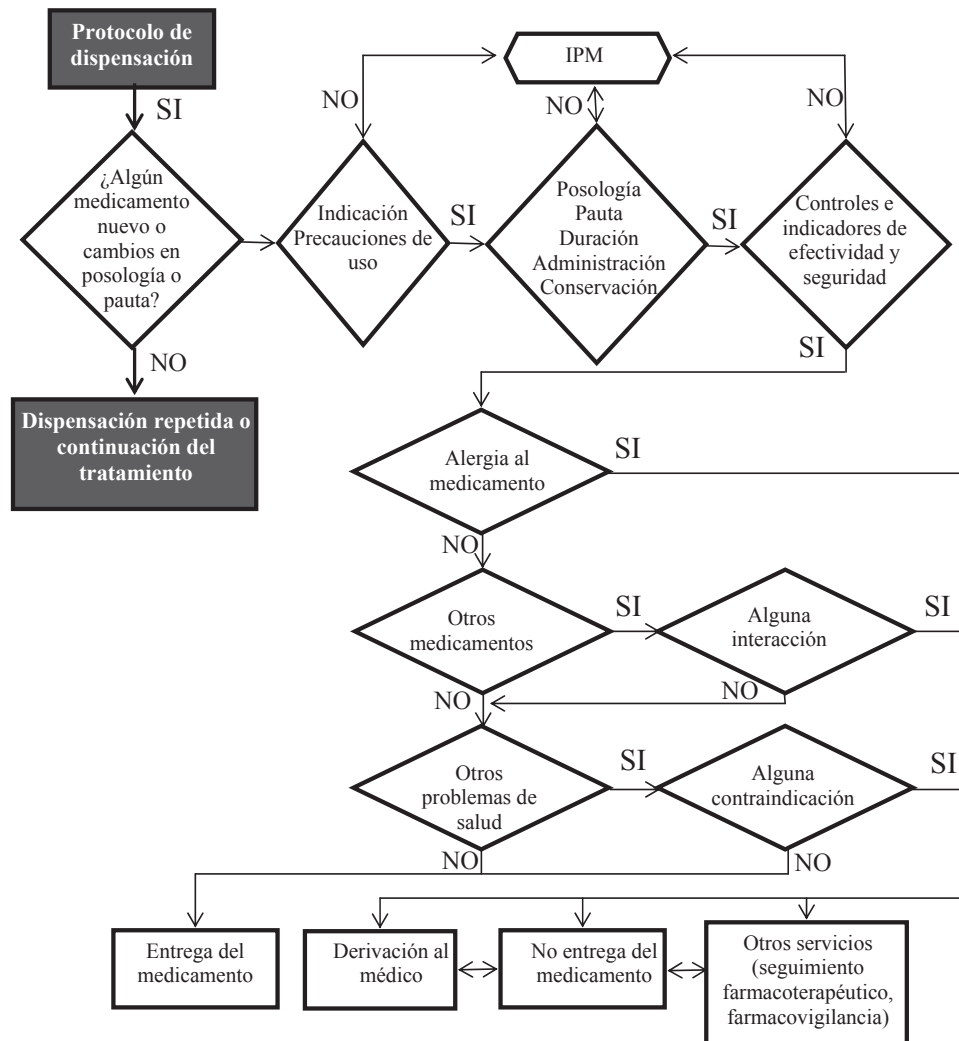 Protocolo de
dispensación
IPM
SI
NO
NO
NO
¿Algún
medicamento
nuevo o
cambios en
posología o
pauta?
Indicación
Precauciones de
uso
SI
Posología
Pauta
Duración
Administración
Conservación
SI
Controles e
indicadores de
efectividad y
seguridad
NO
SI
Dispensación repetida o
continuación del
tratamiento
Alergia al
medicamento
SI
NO
Otros
medicamentos
SI
Alguna
interacción
SI
NO
NO
Otros
problemas de
salud
SI
Alguna
contraindicación
SI
NO
NO
Entrega del
medicamento
Derivación al
médico
No entrega del
medicamento
Otros servicios
(seguimiento
farmacoterapéutico,
farmacovigilancia)